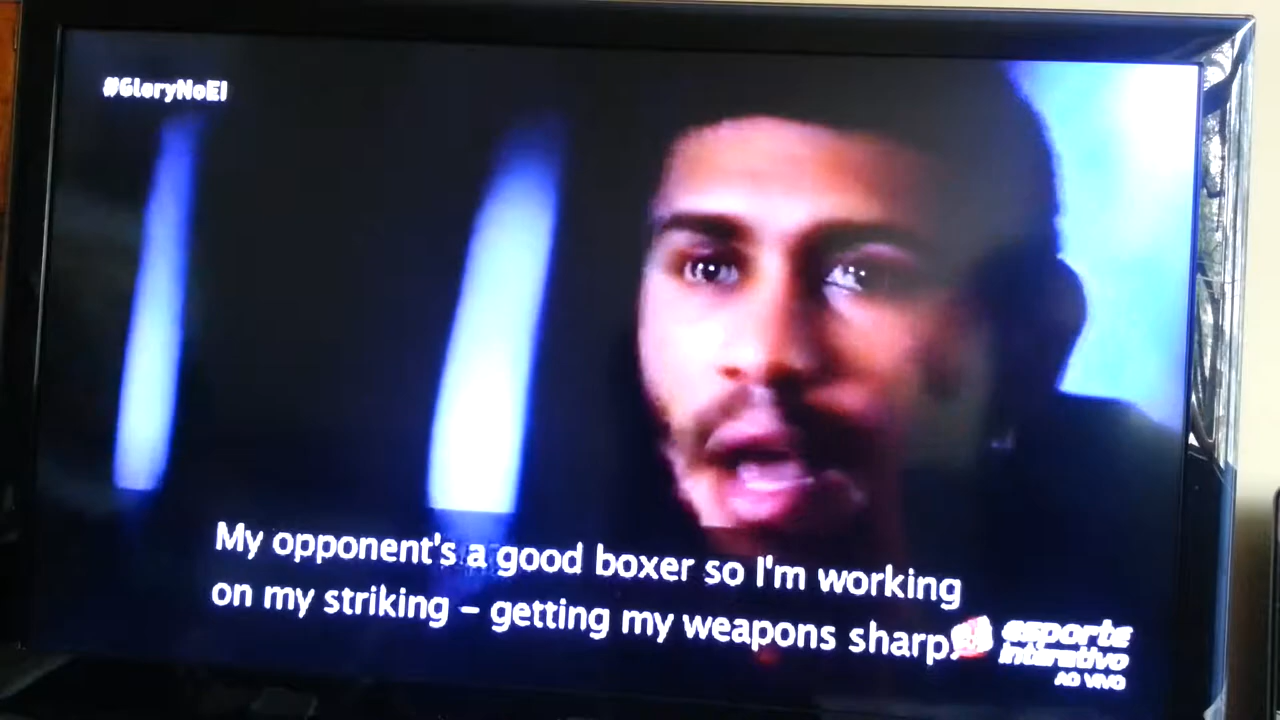 #GloryNoEI
My opponent's a good boxer so I'm working
on my striking – getting my weapons sharp.
esporte
interativo
AO VIVO